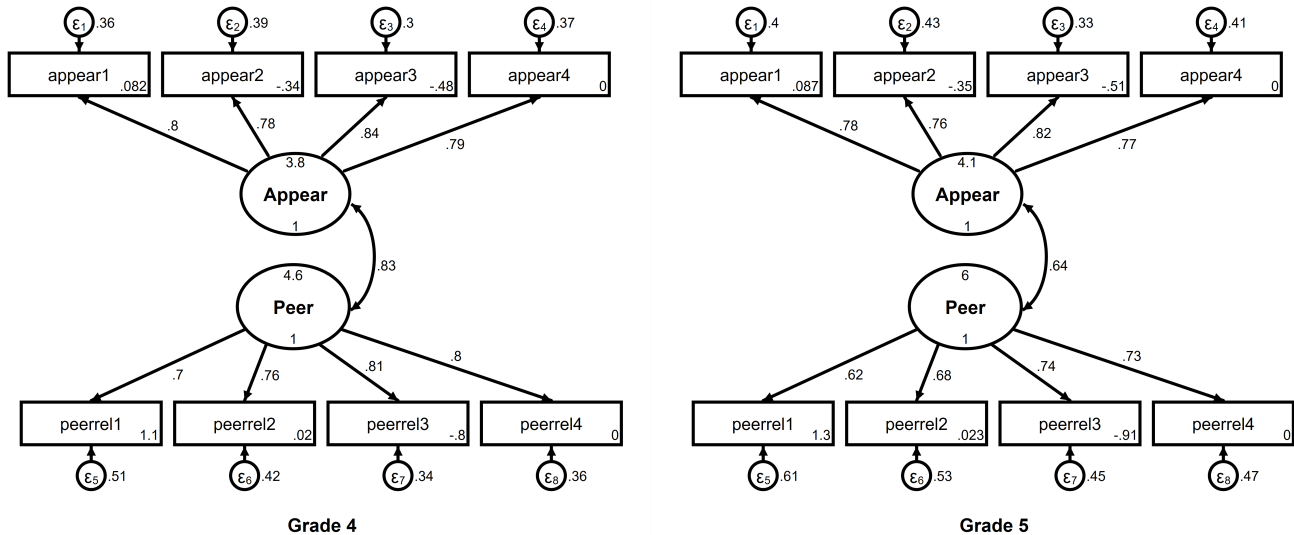 ε1 .36 ε2 .39 ε3 .3 ε4 .37
appear1 .082 appear2 -.34 appear3 -.48 appear4 0
.8 .78 .84 .79
3.8
Appear
1
.83
4.6
Peer
1
.7 .76 .81 .8
peerrel1 1.1 peerrel2 .02 peerrel3 -.8 peerrel4 0
ε5 .51 ε6 .42 ε7 .34 ε8 .36
Grade 4
ε1 .4 ε2 .43 ε3 .33 ε4 .41
appear1 .087 appear2 -.35 appear3 -.51 appear4 0
.78 .76 .82 .77
4.1
Appear
1
.64
6
Peer
1
.62 .68 .74 .73
peerrel1 1.3 peerrel2 .023 peerrel3 -.91 peerrel4 0
ε5 .61 ε6 .53 ε7 .45 ε8 .47
Grade 5